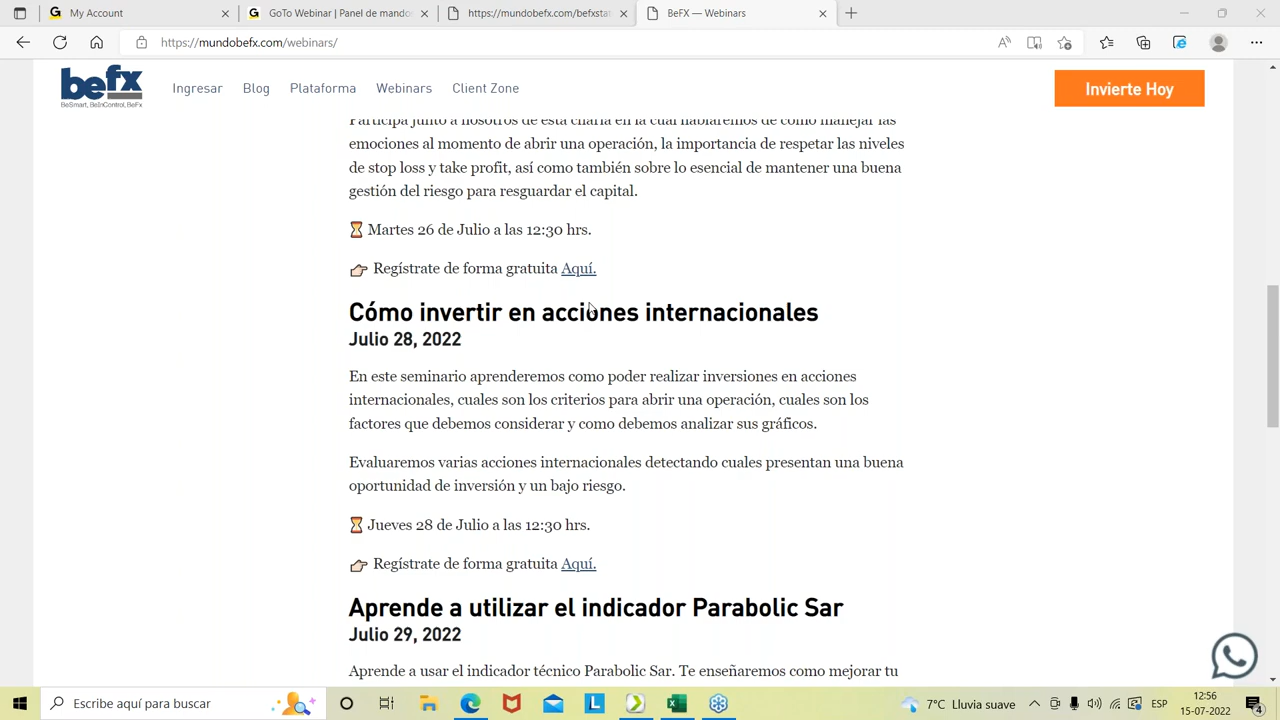 My Account
GoTo Webinar | Panel de mandos
https://mundobefx.com/befxstat
BeFX — Webinars
https://mundobefx.com/webinars/
befx
BeSmart, BeInControl, BeFx
Ingresar
Blog
Plataforma
Webinars
Client Zone
Invierte Hoy
Participa junto a nosotros de esta charla en la cual hablaremos de cómo manejar las
emociones al momento de abrir una operación, la importancia de respetar las niveles
de stop loss y take profit, así como también sobre lo esencial de mantener una buena
gestión del riesgo para resguardar el capital.
Martes 26 de Julio a las 12:30 hrs.
Regístrate de forma gratuita Aquí.
Cómo invertir en acciones internacionales
Julio 28, 2022
En este seminario aprenderemos como poder realizar inversiones en acciones
internacionales, cuales son los criterios para abrir una operación, cuales son los
factores que debemos considerar y como debemos analizar sus gráficos.
Evaluaremos varias acciones internacionales detectando cuales presentan una buena
oportunidad de inversión y un bajo riesgo.
Jueves 28 de Julio a las 12:30 hrs.
Regístrate de forma gratuita Aquí.
Aprende a utilizar el indicador Parabolic Sar
Julio 29, 2022
Aprende a usar el indicador técnico Parabolic Sar. Te enseñaremos como mejorar tu
Escribe aquí para buscar
7°C Lluvia suave
ESP
12:56
15-07-2022
4